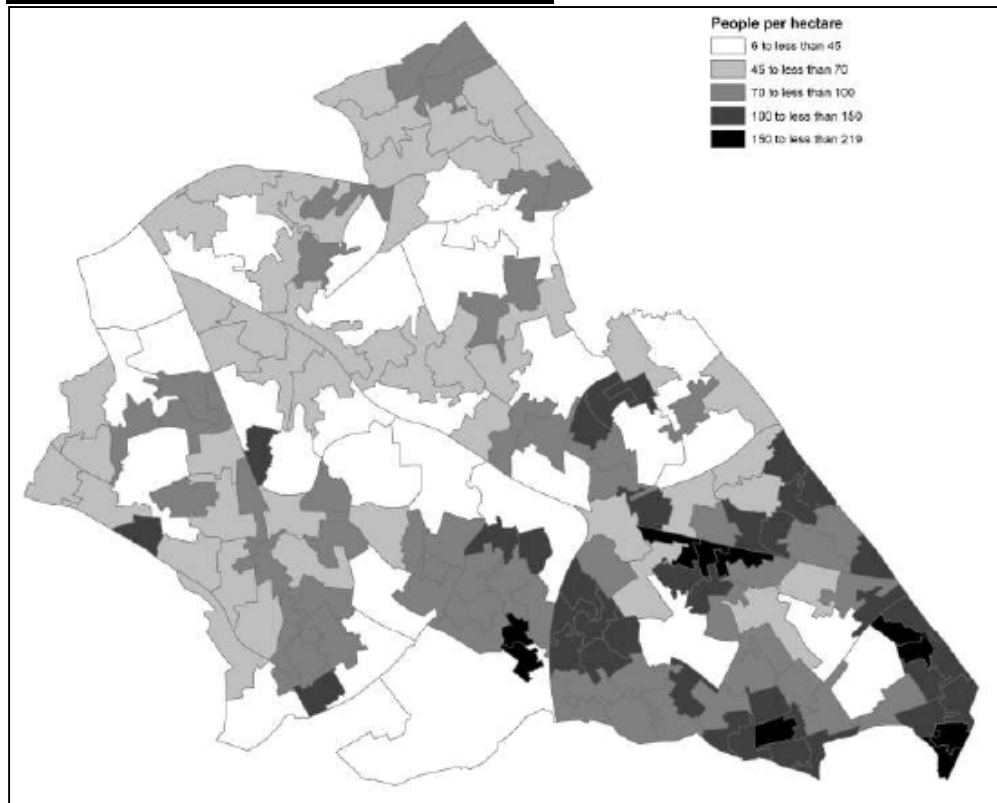 People per hectare
6 to less than 45
45 to less than 70
70 to less than 100
100 to less than 150
150 to less than 219